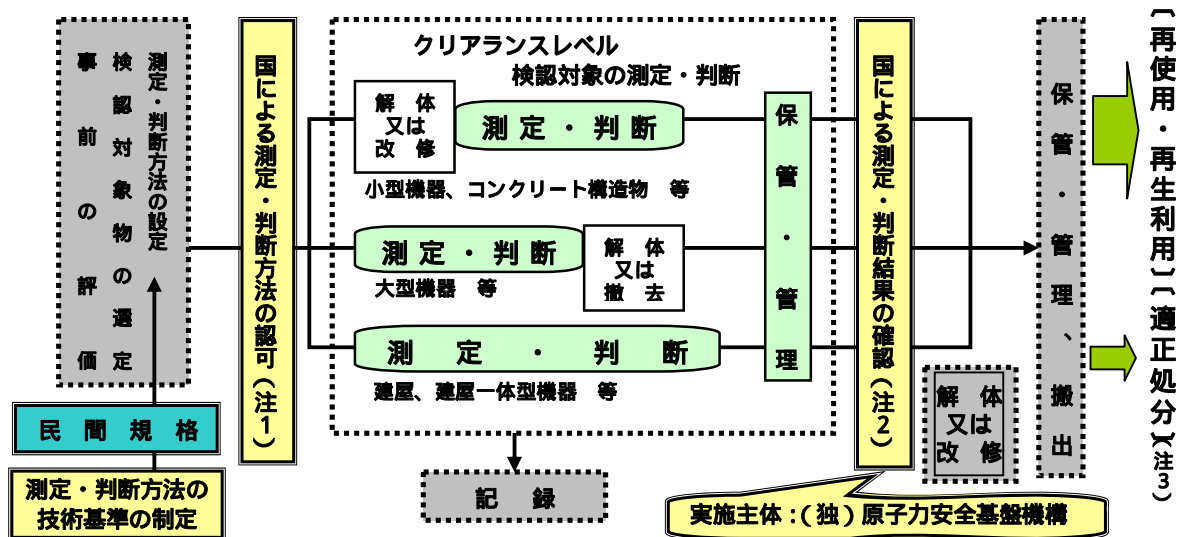 事前の評価
検認対象物の選定
測定・判断方法の設定
民間規格
測定・判断方法の
技術基準の制定
国による測定・判断方法の認可(注1)
クリアランスレベル
検認対象の測定・判断
解体
又は
改修
測定・判断
小型機器、コンクリート構造物 等
測定・判断
解体
又は
撤去
大型機器 等
測定・判断
建屋、建屋一体型機器 等
保管・管理
記録
国による測定・判断結果の確認(注2)
解体
又は
改修
実施主体:(独)原子力安全基盤機構
保管・管理、搬出
〔再使用・再生利用〕〔適正処分〕(注3)